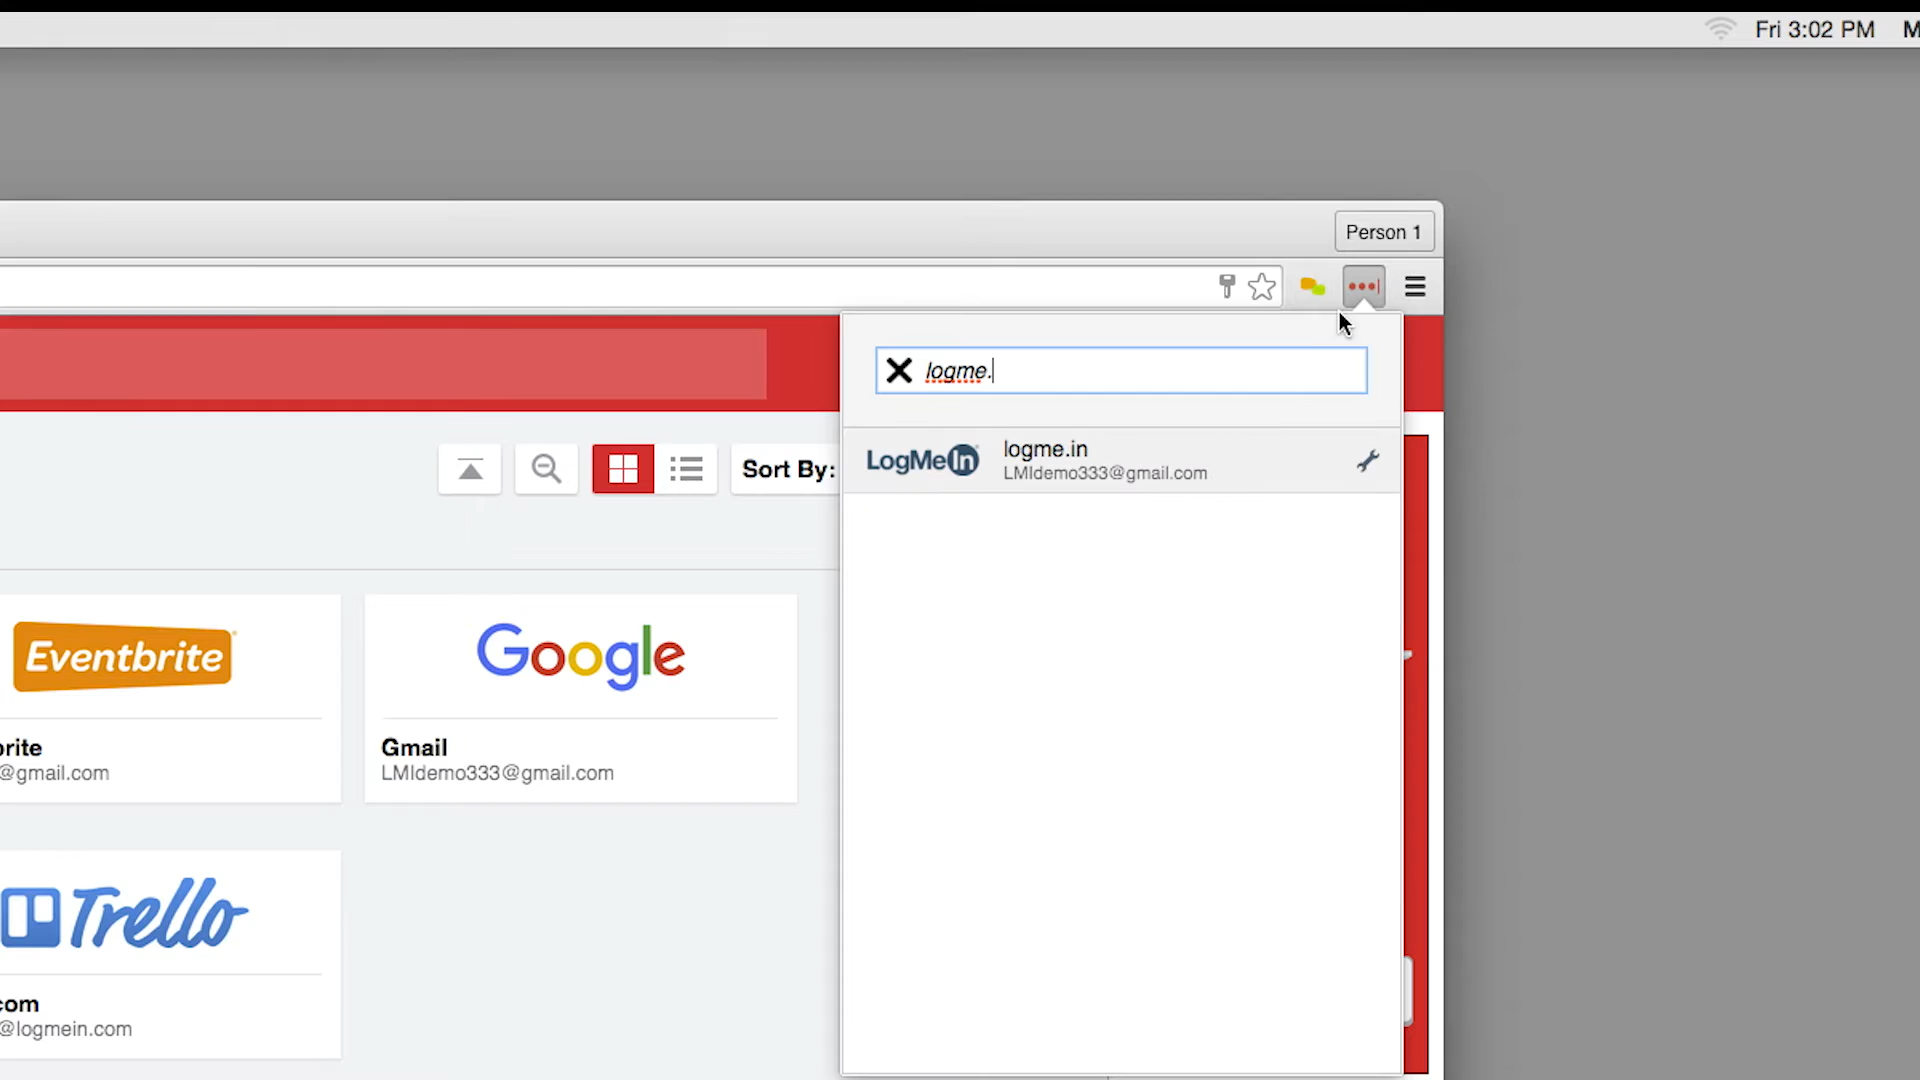 Fri 3:02 PM M
Person 1
logme.
LogMeIn
logme.in
LMIdemo333@gmail.com
Sort By:
Eventbrite
Google
brite
@gmail.com
Gmail
LMIdemo333@gmail.com
Trello
com
@logmein.com